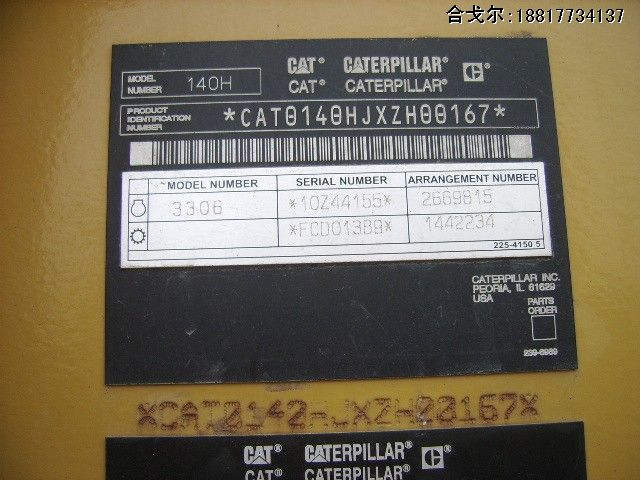 合戈尔:18817734137
CAT CATERPILLAR C
MODEL NUMBER 140H
CAT CATERPILLAR
PRODUCT IDENTIFICATION NUMBER *CAT0140HJXZH00167*
MODEL NUMBER SERIAL NUMBER ARRANGEMENT NUMBER
3306 *10Z44155* 2669815
*FCD01389* 1442234
225-4150 5
CATERPILLAR INC.
PEORIA, IL 61629
USA
PARTS
ORDER
*CAT0140HJXZH00167*
CAT CATERPILLAR C
CAT CATERPILLAR